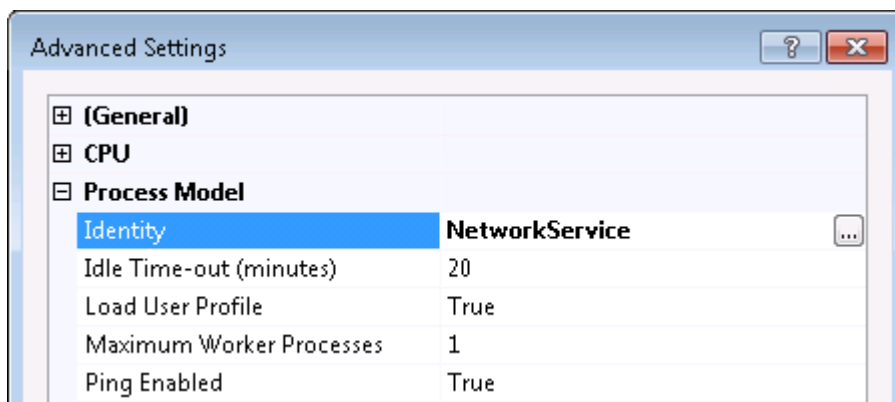 Advanced Settings
(General)
CPU
Process Model
Identity NetworkService ...
Idle Time-out (minutes) 20
Load User Profile True
Maximum Worker Processes 1
Ping Enabled True